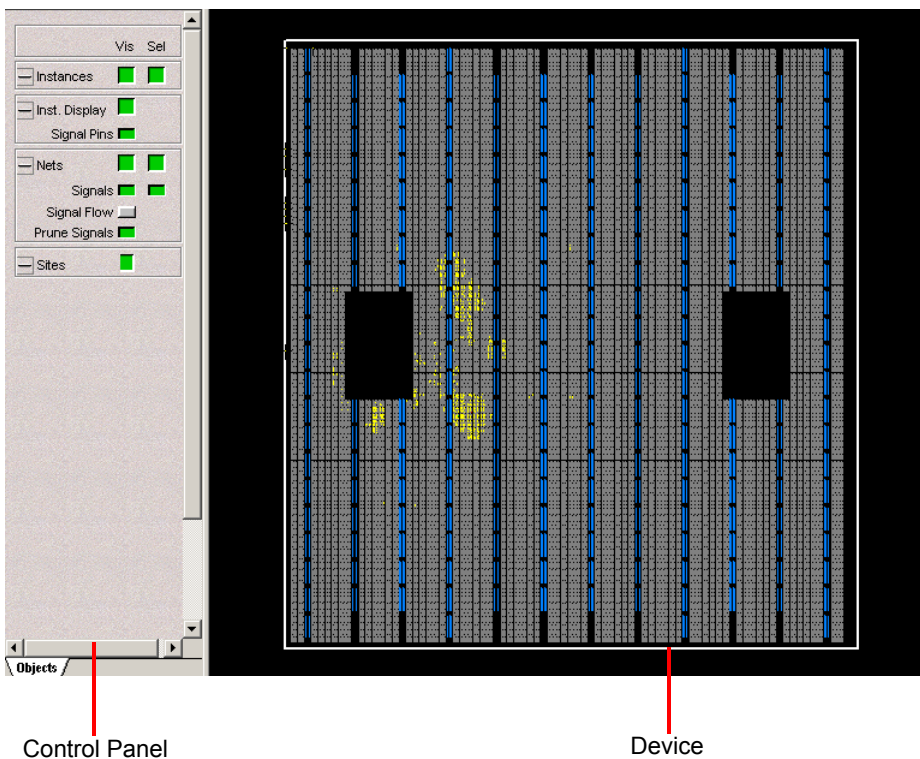 Vis Sel
Instances
Inst. Display
Signal Pins
Nets
Signals
Signal Flow
Prune Signals
Sites
Objects
Control Panel
Device